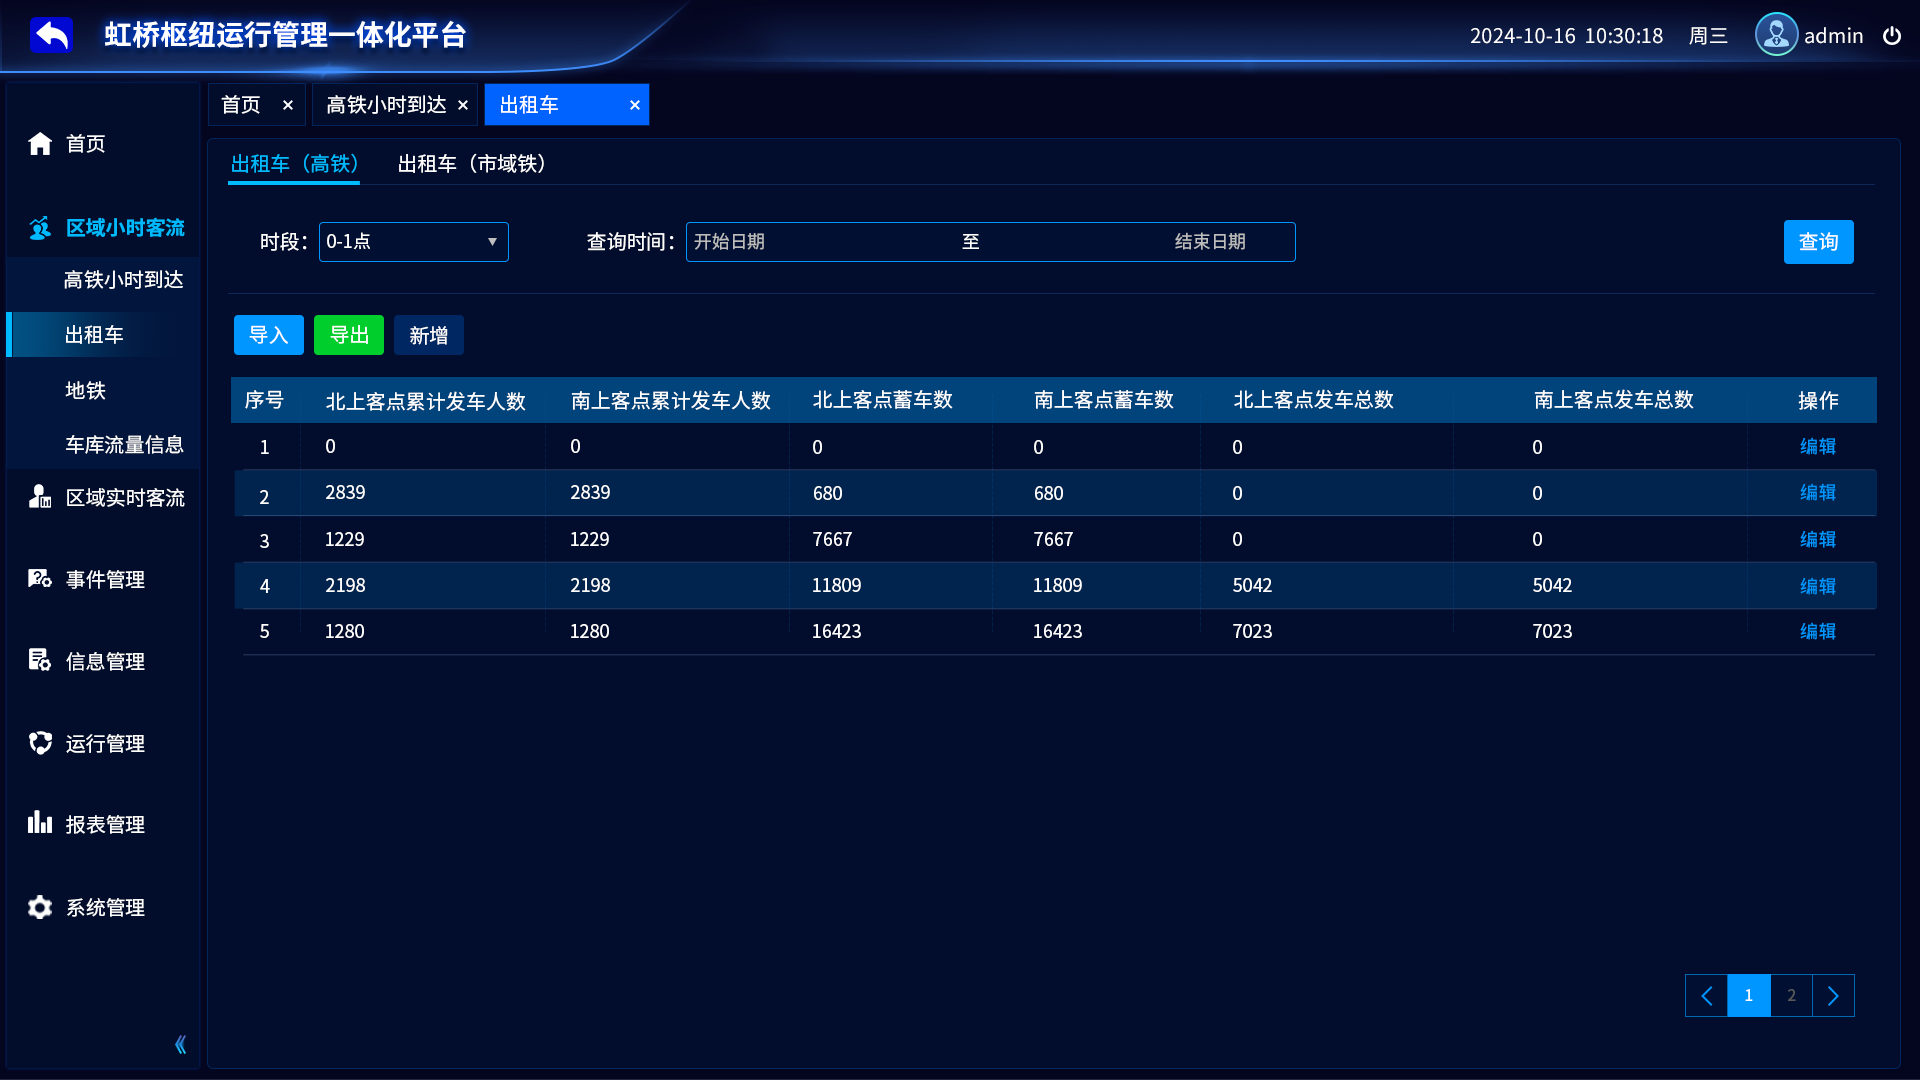 虹桥枢纽运行管理一体化平台
2024-10-16 10:30:18 周三 admin
首页 × 高铁小时到达 × 出租车 ×
首页
区域小时客流
高铁小时到达
出租车
地铁
车库流量信息
区域实时客流
事件管理
信息管理
运行管理
报表管理
系统管理
出租车（高铁） 出租车（市域铁）
时段： 0-1点 查询时间： 开始日期 至 结束日期 查询
导入 导出 新增
序号 北上客点累计发车人数 南上客点累计发车人数 北上客点蓄车数 南上客点蓄车数 北上客点发车总数 南上客点发车总数 操作
1 0 0 0 0 0 0 编辑
2 2839 2839 680 680 0 0 编辑
3 1229 1229 7667 7667 0 0 编辑
4 2198 2198 11809 11809 5042 5042 编辑
5 1280 1280 16423 16423 7023 7023 编辑
1 2